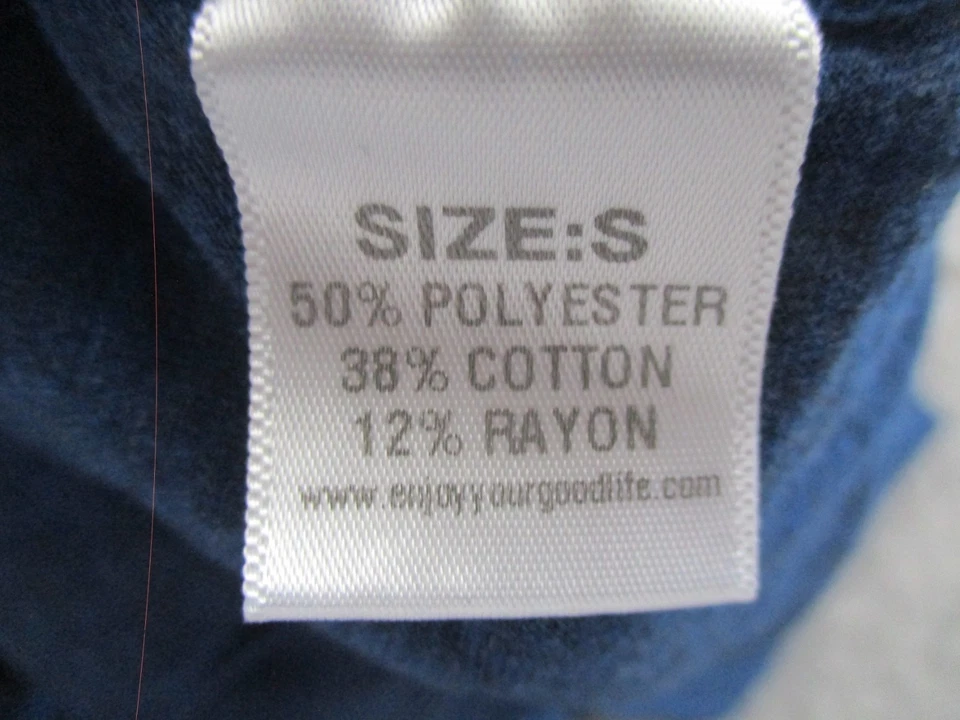 SIZE:S
50% POLYESTER
38% COTTON
12% RAYON
www.enjoyyourgoodlife.com